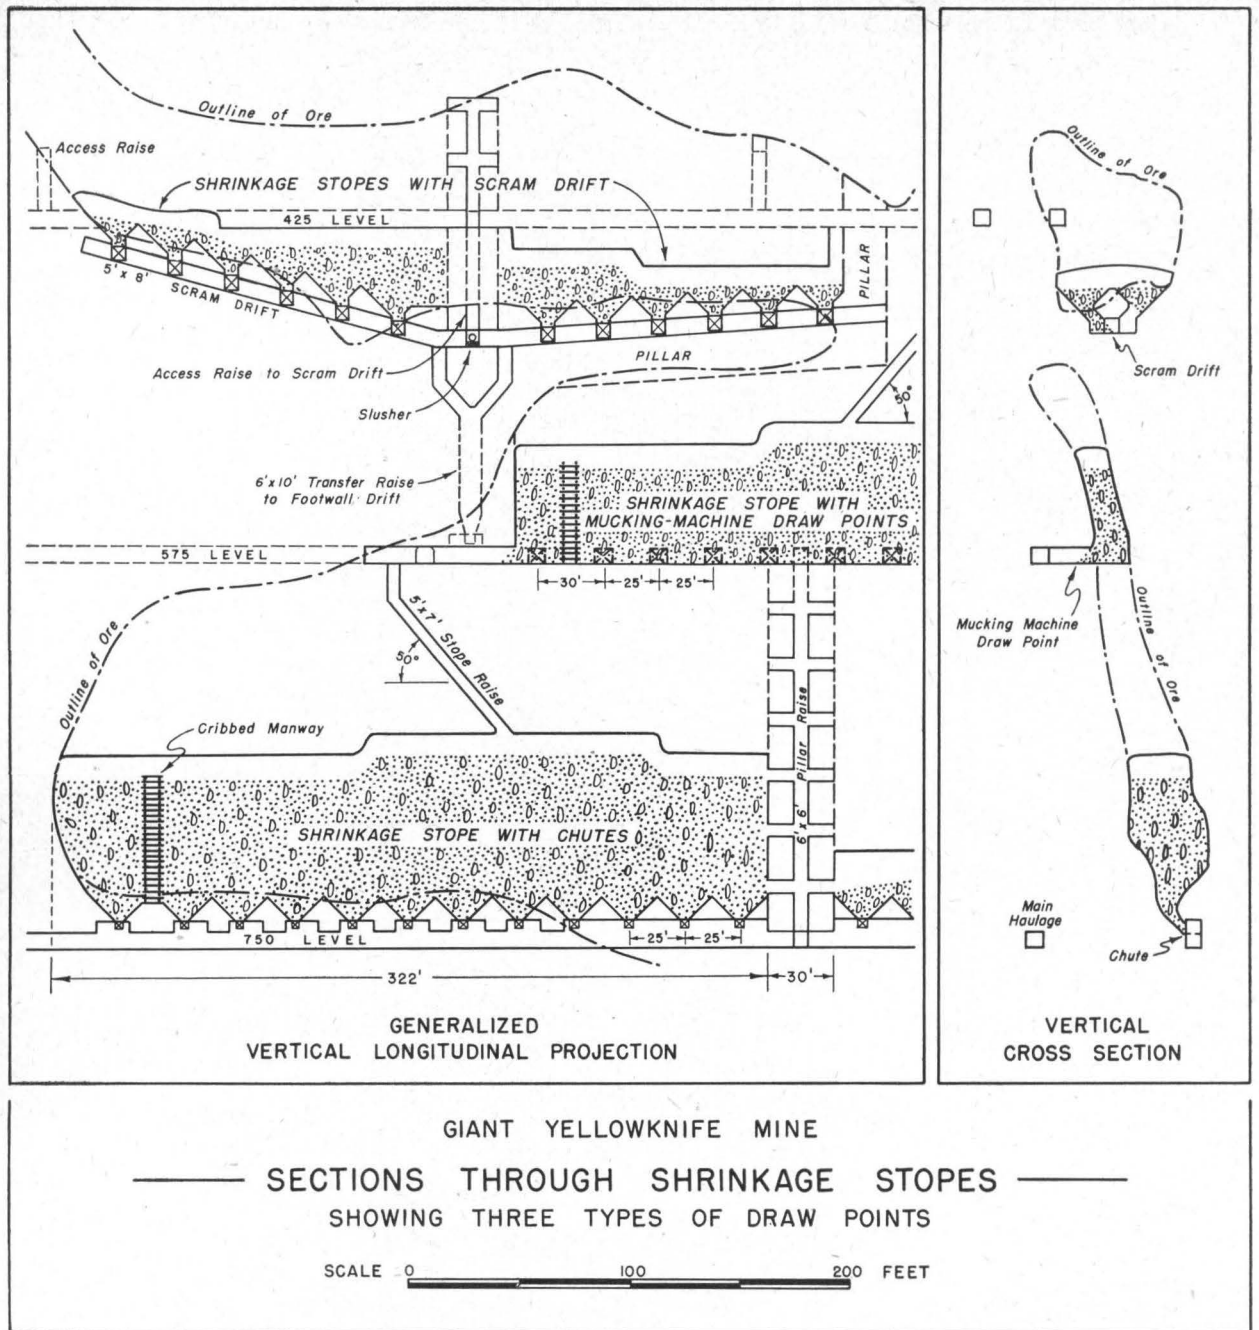 Outline of Ore
Access Raise
SHRINKAGE STOPES WITH SCRAM DRIFT
425 LEVEL
5' x 8' SCRAM DRIFT
PILLAR
PILLAR
Access Raise to Scram Drift
Slusher
50°
6'x10' Transfer Raise
to Footwall Drift
SHRINKAGE STOPE WITH
MUCKING-MACHINE DRAW POINTS
575 LEVEL
30'
25'
25'
5'x7' Stope Raise
50°
Outline of Ore
Cribbed Manway
6' x 6' Pillar Raise
SHRINKAGE STOPE WITH CHUTES
750 LEVEL
25'
25'
322'
30'
GENERALIZED
VERTICAL LONGITUDINAL PROJECTION
Outline of Ore
Scram Drift
Mucking Machine
Draw Point
Outline of Ore
Main
Haulage
Chute
VERTICAL
CROSS SECTION
GIANT YELLOWKNIFE MINE
SECTIONS THROUGH SHRINKAGE STOPES
SHOWING THREE TYPES OF DRAW POINTS
SCALE 0 100 200 FEET